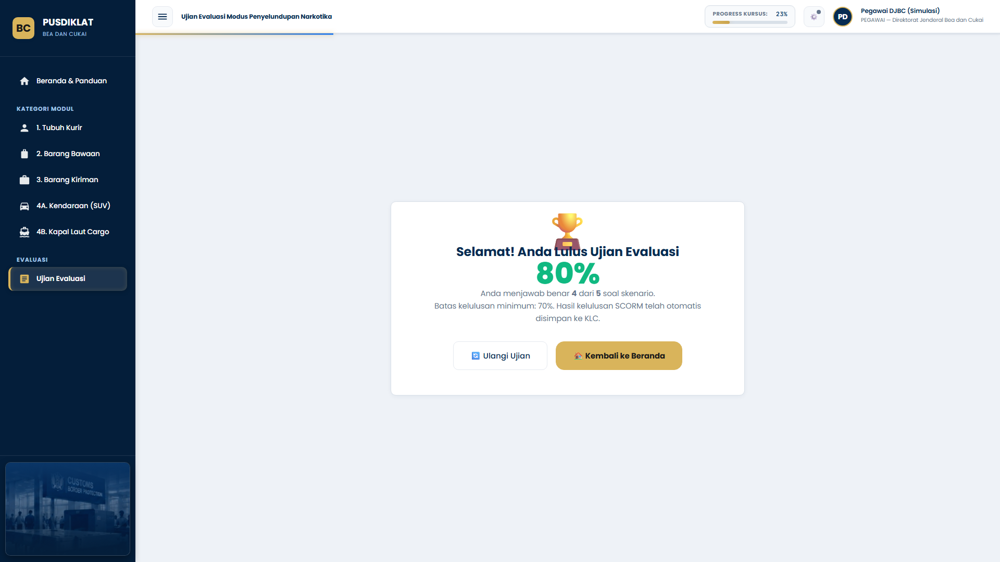 BC
PUSDIKLAT
BEA DAN CUKAI
Beranda & Panduan
KATEGORI MODUL
1. Tubuh Kurir
2. Barang Bawaan
3. Barang Kiriman
4A. Kendaraan (SUV)
4B. Kapal Laut Cargo
EVALUASI
Ujian Evaluasi
CUSTOMS
BORDER PROTECTION
Ujian Evaluasi Modus Penyelundupan Narkotika
PROGRESS KURSUS: 23%
PD
Pegawai DJBC (Simulasi)
PEGAWAI — Direktorat Jenderal Bea dan Cukai
Selamat! Anda Lulus Ujian Evaluasi
80%
Anda menjawab benar 4 dari 5 soal skenario.
Batas kelulusan minimum: 70%. Hasil kelulusan SCORM telah otomatis
disimpan ke KLC.
Ulangi Ujian
Kembali ke Beranda